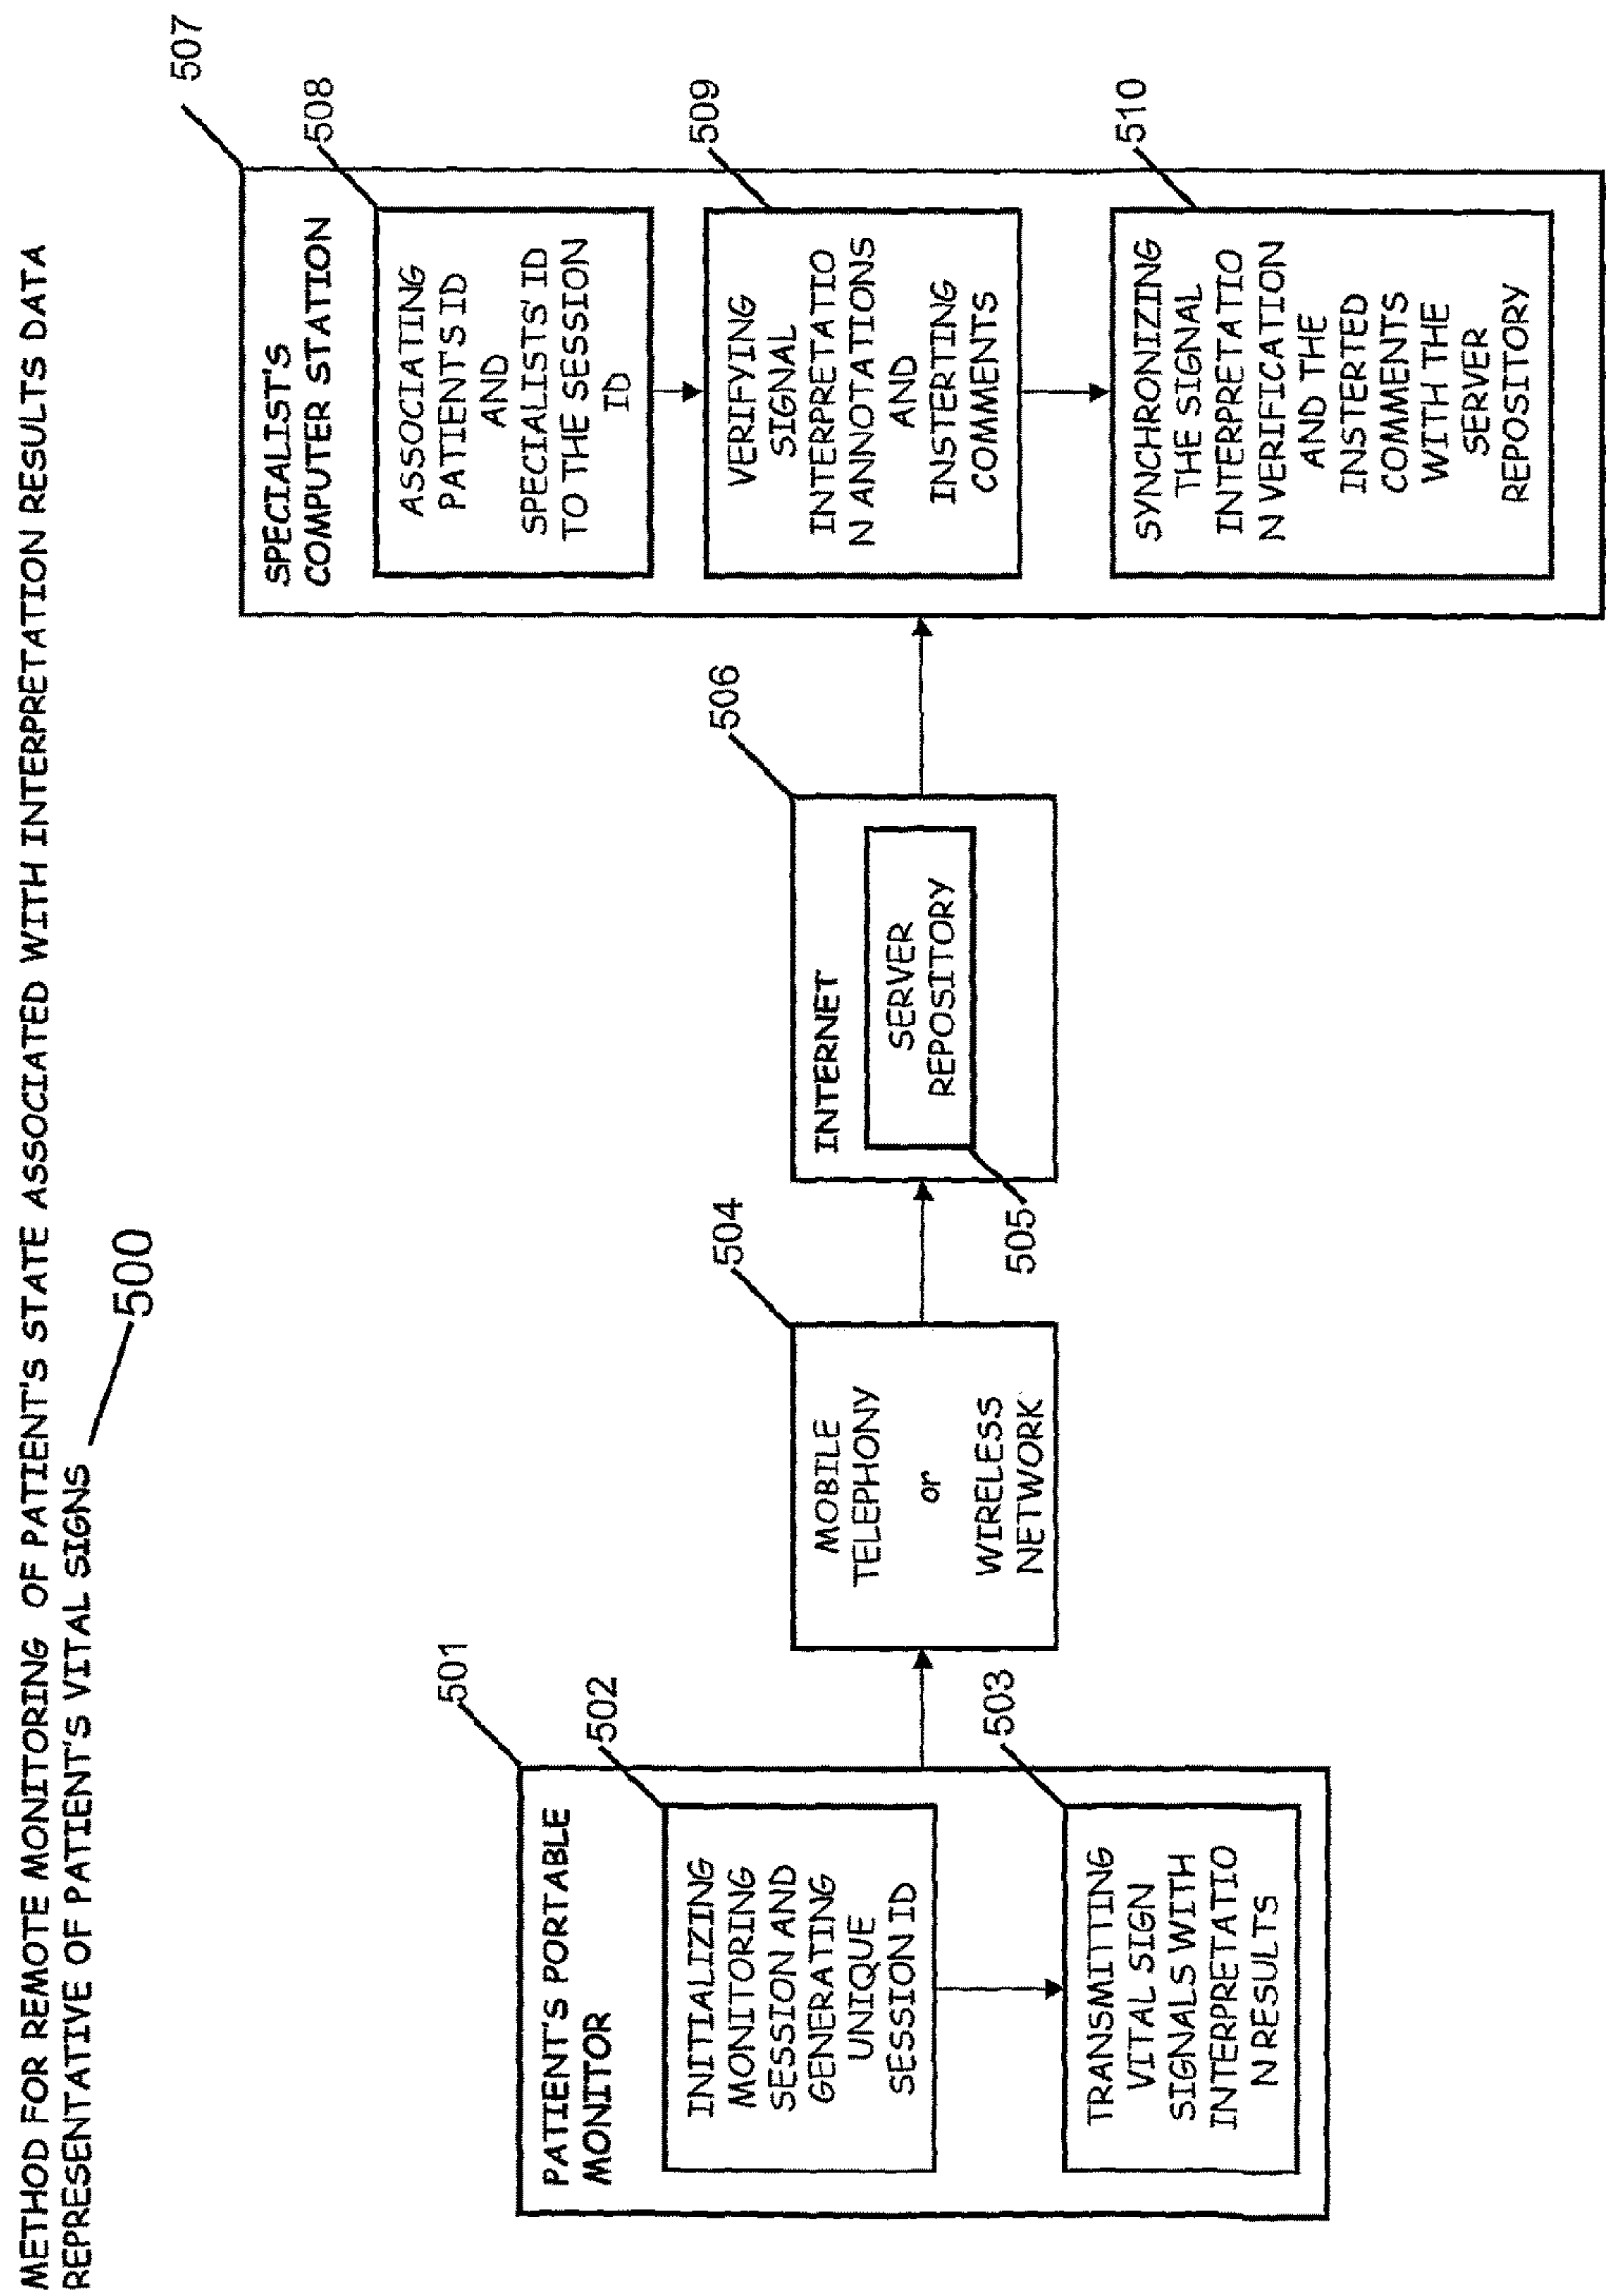 METHOD FOR REMOTE MONITORING OF PATIENT'S STATE ASSOCIATED WITH INTERPRETATION RESULTS DATA
REPRESENTATIVE OF PATIENT'S VITAL SIGNS
500
501
PATIENT'S PORTABLE
MONITOR
502
INITIALIZING
MONITORING
SESSION AND
GENERATING
UNIQUE
SESSION ID
503
TRANSMITTING
VITAL SIGN
SIGNALS WITH
INTERPRETATIO
N RESULTS
504
MOBILE
TELEPHONY
or
WIRELESS
NETWORK
506
INTERNET
SERVER
REPOSITORY
505
507
SPECIALIST'S
COMPUTER STATION
508
ASSOCIATING
PATIENTS ID
AND
SPECIALISTS' ID
TO THE SESSION
ID
509
VERIFYING
SIGNAL
INTERPRETATIO
N ANNOTATIONS
AND
INSTERTING
COMMENTS
510
SYNCHRONIZING
THE SIGNAL
INTERPRETATIO
N VERIFICATION
AND THE
INSTERTED
COMMENTS
WITH THE
SERVER
REPOSITORY